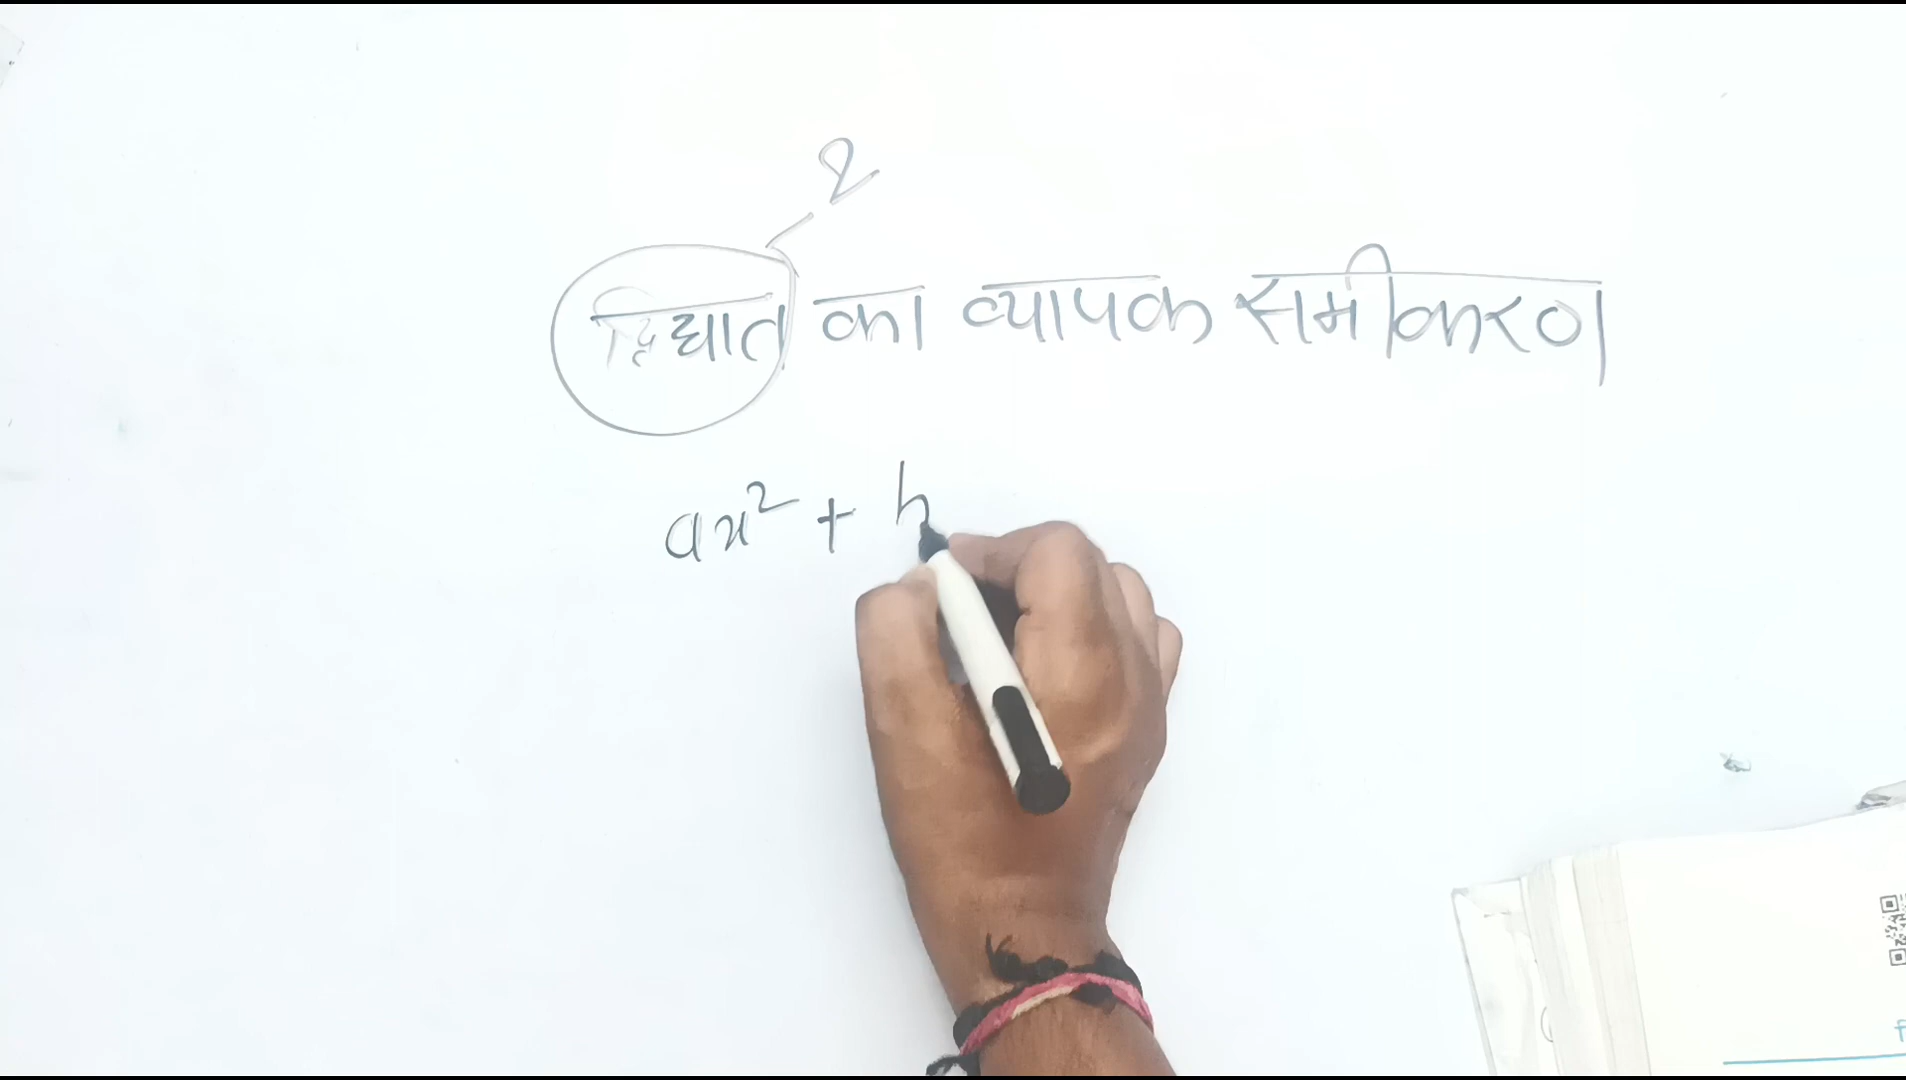 2
द्विघात का व्यापक समीकरण
ax² + h